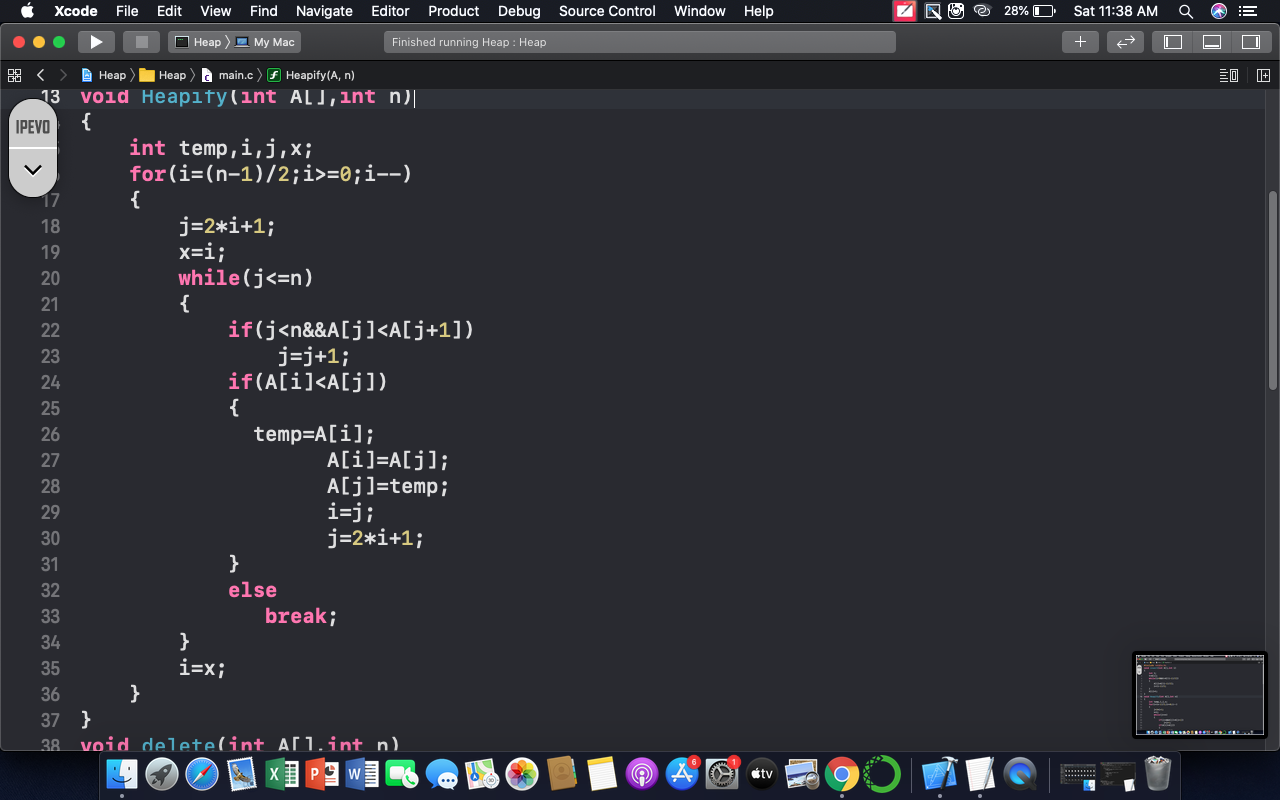 Xcode File Edit View Find Navigate Editor Product Debug Source Control Window Help 28% Sat 11:38 AM
Heap 〉 My Mac Finished running Heap : Heap
Heap 〉 Heap 〉 main.c 〉 Heapify(A, n)
13 void Heapify(int A[],int n)
IPEVO
{
int temp,i,j,x;
for(i=(n-1)/2;i>=0;i--)
17 {
18 j=2*i+1;
19 x=i;
20 while(j<=n)
21 {
22 if(j<n&&A[j]<A[j+1])
23 j=j+1;
24 if(A[i]<A[j])
25 {
26 temp=A[i];
27 A[i]=A[j];
28 A[j]=temp;
29 i=j;
30 j=2*i+1;
31 }
32 else
33 break;
34 }
35 i=x;
36 }
37 }
38 void delete(int A[],int n)